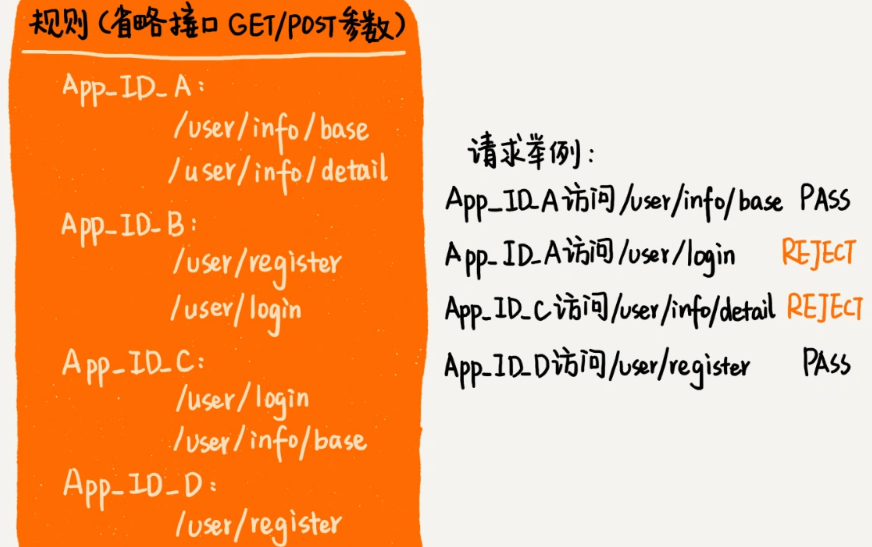 规则(省略接口 GET/POST参数)
App_ID_A:
/user/info/base
/user/info/detail
App_ID_B:
/user/register
/user/login
App_ID_C:
/user/login
/user/info/base
App_ID_D:
/user/register
请求举例:
App_ID_A访问/user/info/base PASS
App_ID_A访问/user/login REJECT
App_ID_C访问/user/info/detail REJECT
App_ID_D访问/user/register PASS